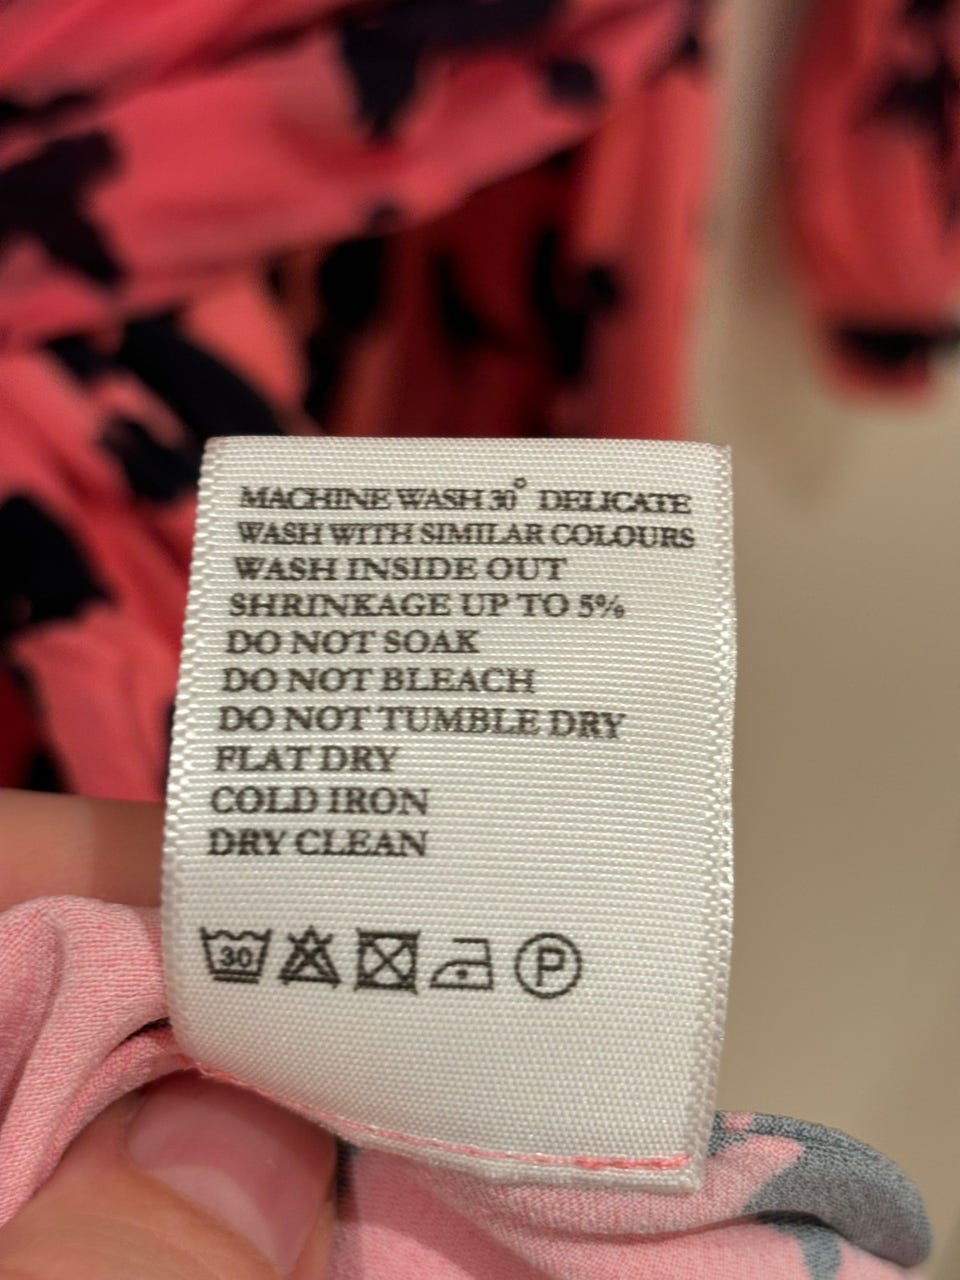 MACHINE WASH 30° DELICATE
WASH WITH SIMILAR COLOURS
WASH INSIDE OUT
SHRINKAGE UP TO 5%
DO NOT SOAK
DO NOT BLEACH
DO NOT TUMBLE DRY
FLAT DRY
COLD IRON
DRY CLEAN
30 P